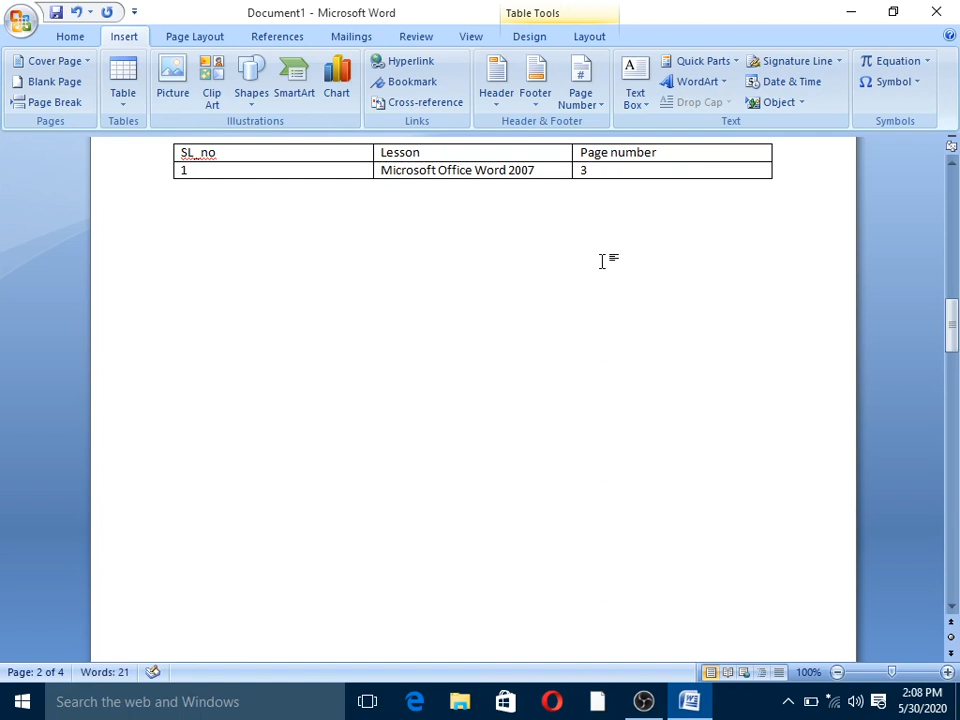 Document1 - Microsoft Word
Table Tools
Home Insert Page Layout References Mailings Review View Design Layout
Cover Page
Blank Page
Page Break
Pages
Table
Tables
Picture
Clip
Art
Shapes
SmartArt
Chart
Illustrations
Hyperlink
Bookmark
Cross-reference
Links
Header
Footer
Page
Number
Header & Footer
A
Text
Box
Quick Parts
WordArt
Drop Cap
Signature Line
Date & Time
Object
Text
π Equation
Ω Symbol
Symbols
SL no Lesson Page number
1 Microsoft Office Word 2007 3
Page: 2 of 4 Words: 21 100%
Search the web and Windows
2:08 PM
5/30/2020